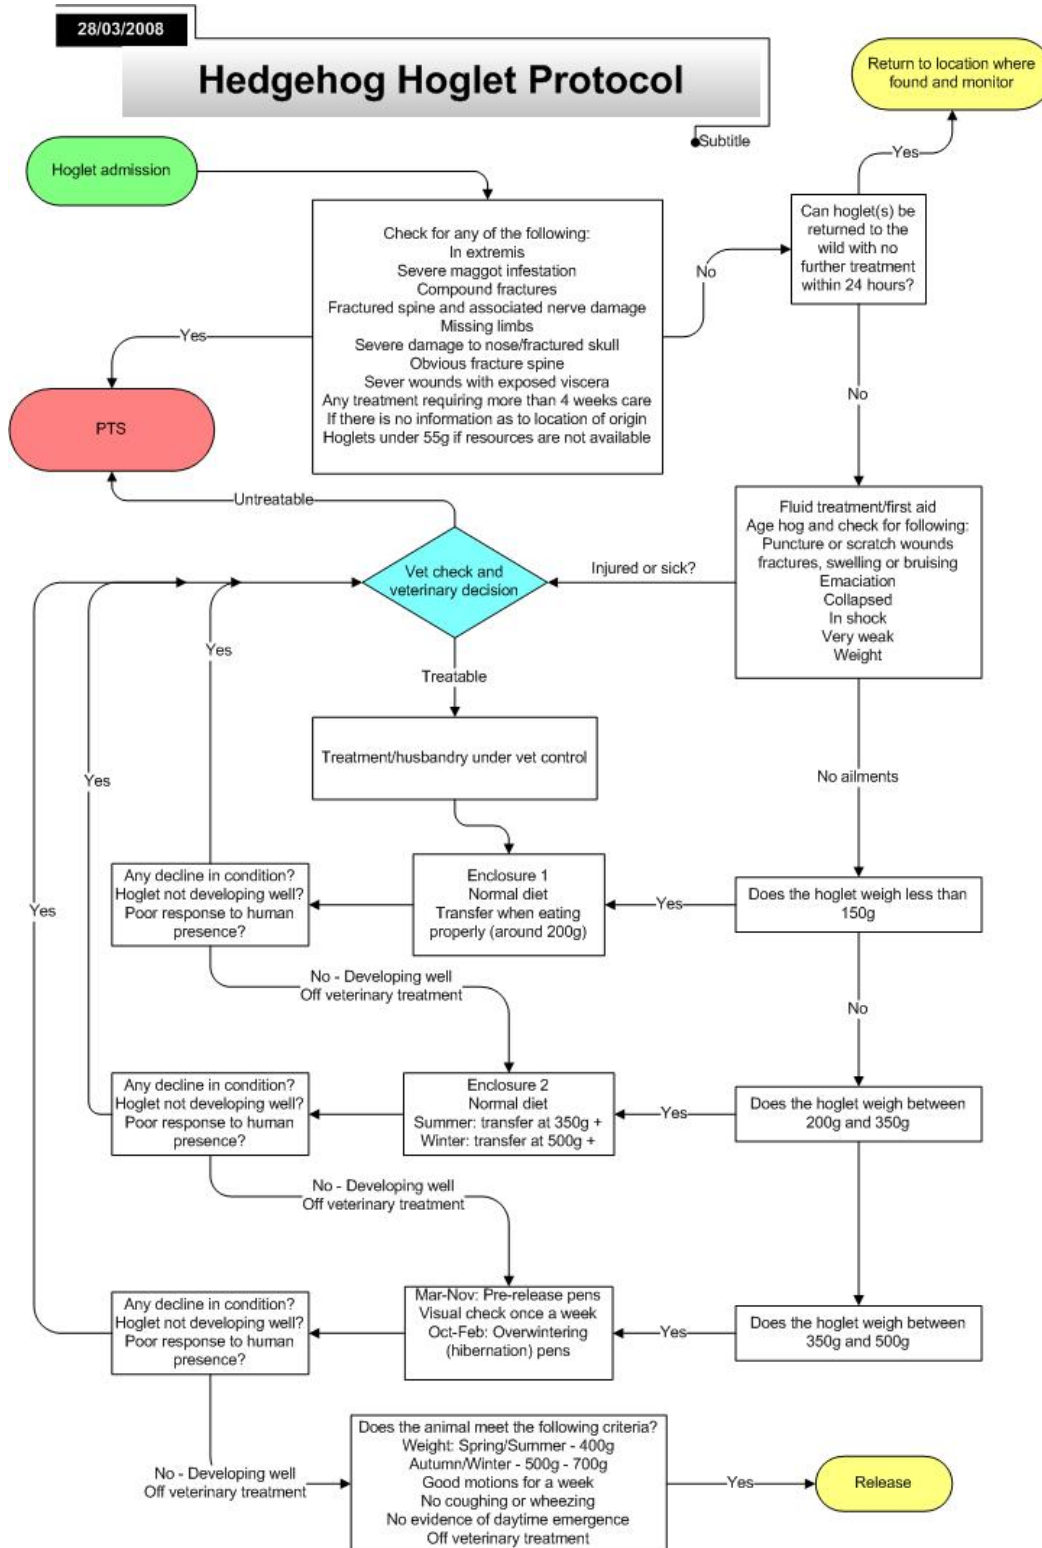 28/03/2008
Hedgehog Hoglet Protocol
Subtitle
Return to location where
found and monitor
Yes
Hoglet admission
Check for any of the following:
In extremis
Severe maggot infestation
Compound fractures
Fractured spine and associated nerve damage
Missing limbs
Severe damage to nose/fractured skull
Obvious fracture spine
Sever wounds with exposed viscera
Any treatment requiring more than 4 weeks care
If there is no information as to location of origin
Hoglets under 55g if resources are not available
No
Can hoglet(s) be
returned to the
wild with no
further treatment
within 24 hours?
Yes
PTS
No
Untreatable
Fluid treatment/first aid
Age hog and check for following:
Puncture or scratch wounds
fractures, swelling or bruising
Emaciation
Collapsed
In shock
Very weak
Weight
Injured or sick?
Vet check and
veterinary decision
Yes
Treatable
Treatment/husbandry under vet control
No ailments
Yes
Yes
Any decline in condition?
Hoglet not developing well?
Poor response to human
presence?
Enclosure 1
Normal diet
Transfer when eating
properly (around 200g)
Yes
Does the hoglet weigh less than
150g
No - Developing well
Off veterinary treatment
No
Any decline in condition?
Hoglet not developing well?
Poor response to human
presence?
Enclosure 2
Normal diet
Summer: transfer at 350g +
Winter: transfer at 500g +
Yes
Does the hoglet weigh between
200g and 350g
No - Developing well
Off veterinary treatment
Any decline in condition?
Hoglet not developing well?
Poor response to human
presence?
Mar-Nov: Pre-release pens
Visual check once a week
Oct-Feb: Overwintering
(hibernation) pens
Yes
Does the hoglet weigh between
350g and 500g
No - Developing well
Off veterinary treatment
Does the animal meet the following criteria?
Weight: Spring/Summer - 400g
Autumn/Winter - 500g - 700g
Good motions for a week
No coughing or wheezing
No evidence of daytime emergence
Off veterinary treatment
Yes
Release